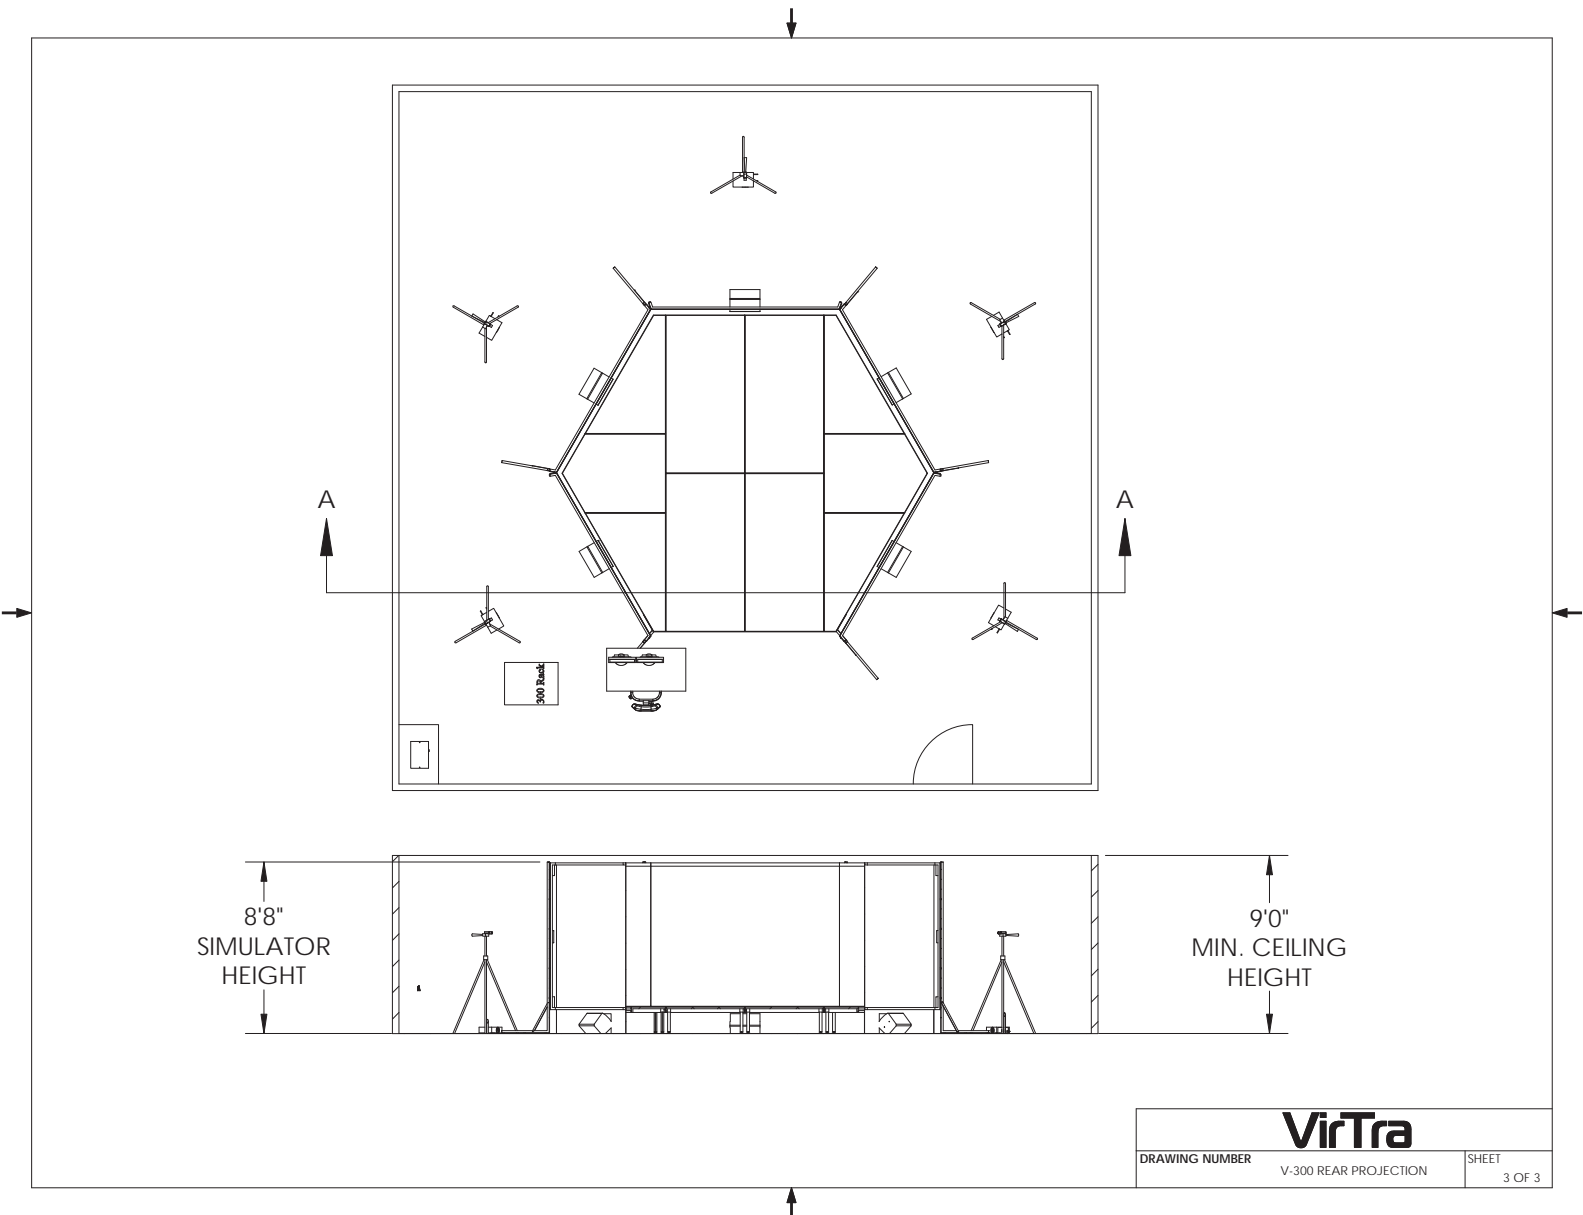 A
A
300 Rack
8'8"
SIMULATOR
HEIGHT
9'0"
MIN. CEILING
HEIGHT
VirTra
DRAWING NUMBER
V-300 REAR PROJECTION
SHEET
3 OF 3